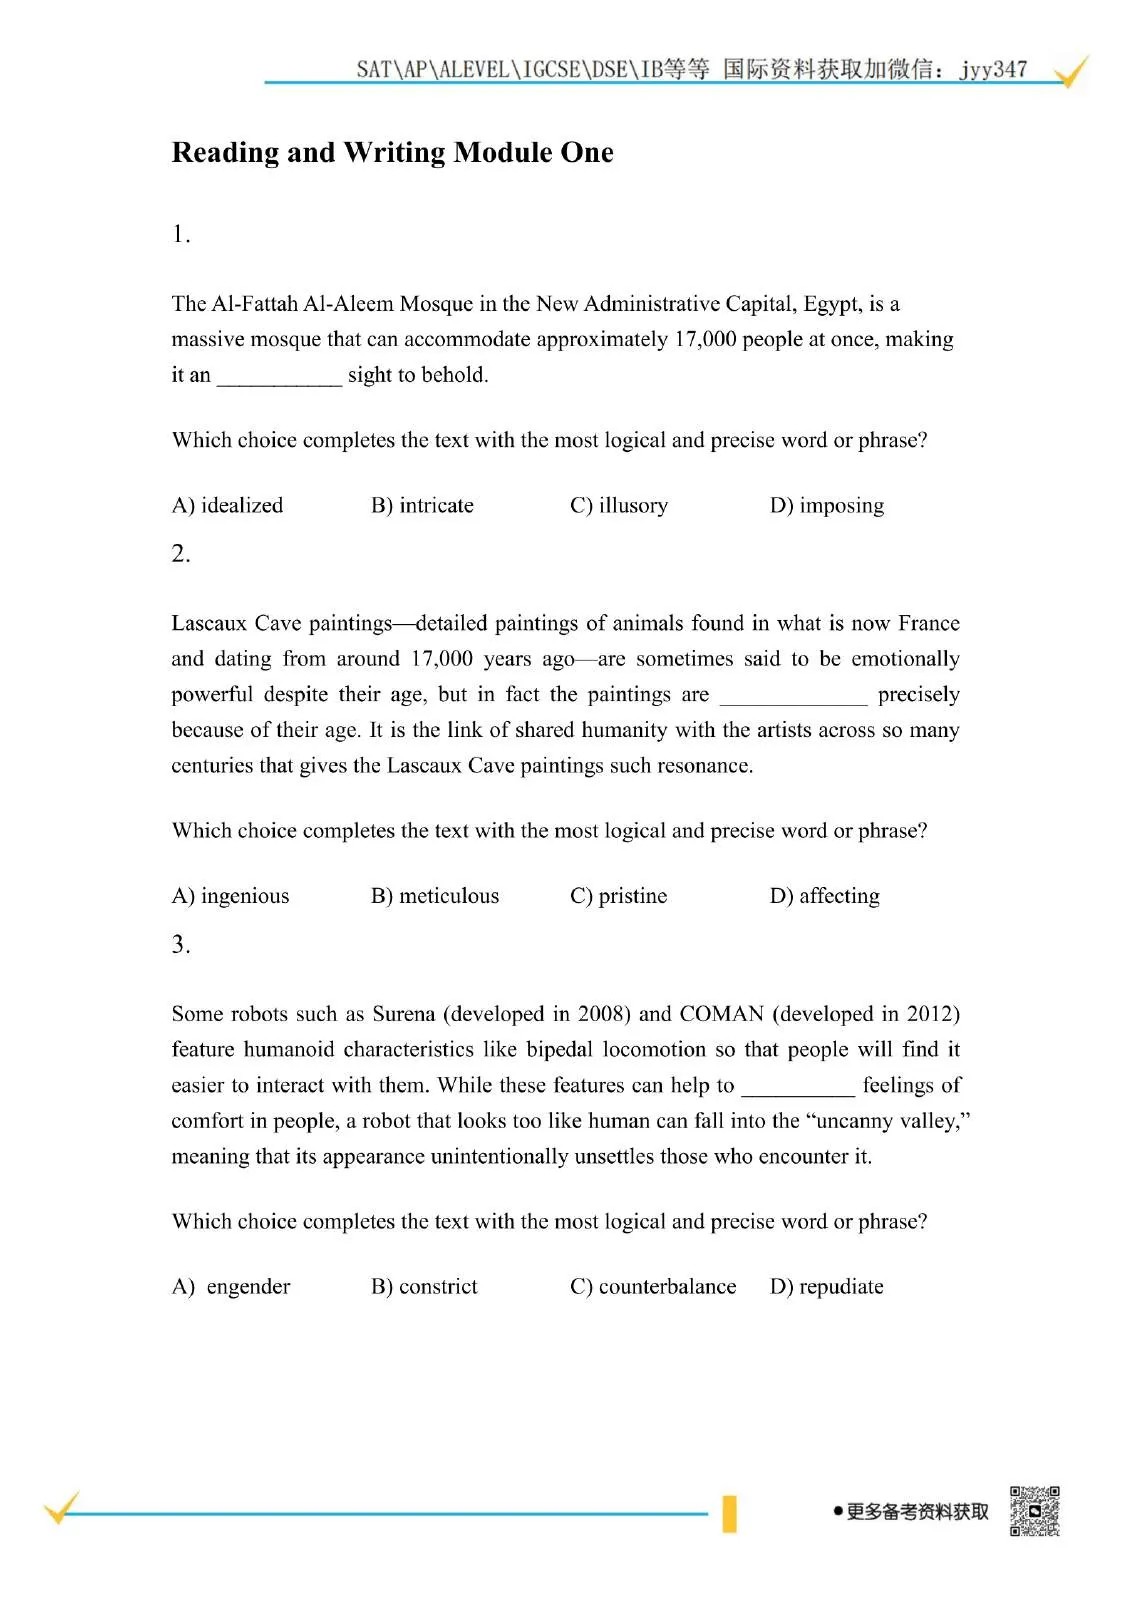 SAT\AP\ALEVEL\IGCSE\DSE\IB等等 国际资料获取加微信：jyy347
Reading and Writing Module One
1.
The Al-Fattah Al-Aleem Mosque in the New Administrative Capital, Egypt, is a
massive mosque that can accommodate approximately 17,000 people at once, making
it an ___________ sight to behold.
Which choice completes the text with the most logical and precise word or phrase?
A) idealized B) intricate C) illusory D) imposing
2.
Lascaux Cave paintings—detailed paintings of animals found in what is now France
and dating from around 17,000 years ago—are sometimes said to be emotionally
powerful despite their age, but in fact the paintings are _____________ precisely
because of their age. It is the link of shared humanity with the artists across so many
centuries that gives the Lascaux Cave paintings such resonance.
Which choice completes the text with the most logical and precise word or phrase?
A) ingenious B) meticulous C) pristine D) affecting
3.
Some robots such as Surena (developed in 2008) and COMAN (developed in 2012)
feature humanoid characteristics like bipedal locomotion so that people will find it
easier to interact with them. While these features can help to __________ feelings of
comfort in people, a robot that looks too like human can fall into the “uncanny valley,”
meaning that its appearance unintentionally unsettles those who encounter it.
Which choice completes the text with the most logical and precise word or phrase?
A) engender B) constrict C) counterbalance D) repudiate
●更多备考资料获取